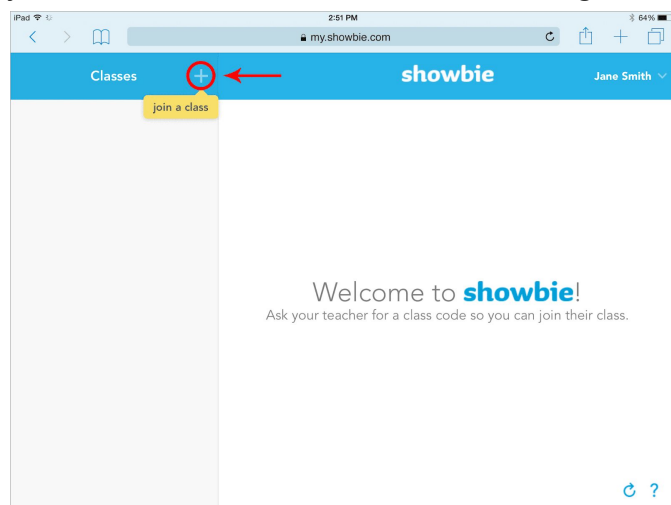 iPad 2:51 PM 64%
my.showbie.com
Classes + showbie Jane Smith
join a class
Welcome to showbie!
Ask your teacher for a class code so you can join their class.
?